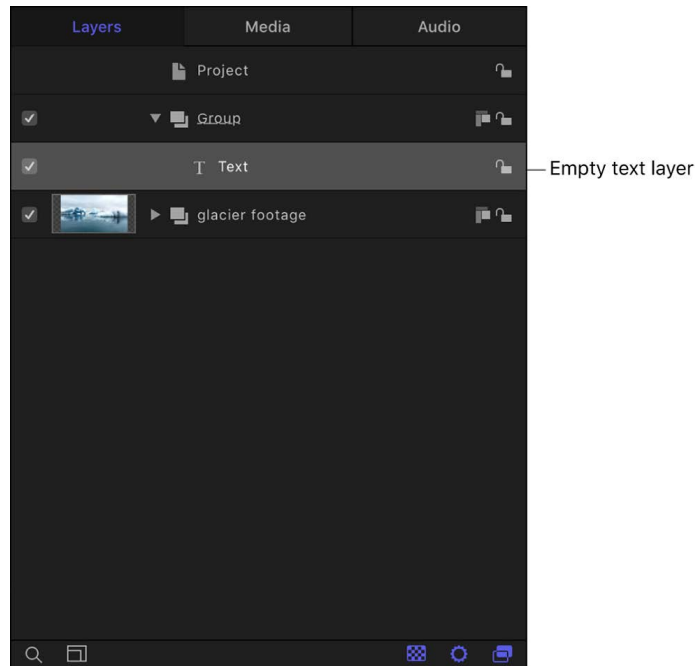 Layers Media Audio
Project
Group
T Text
Empty text layer
glacier footage